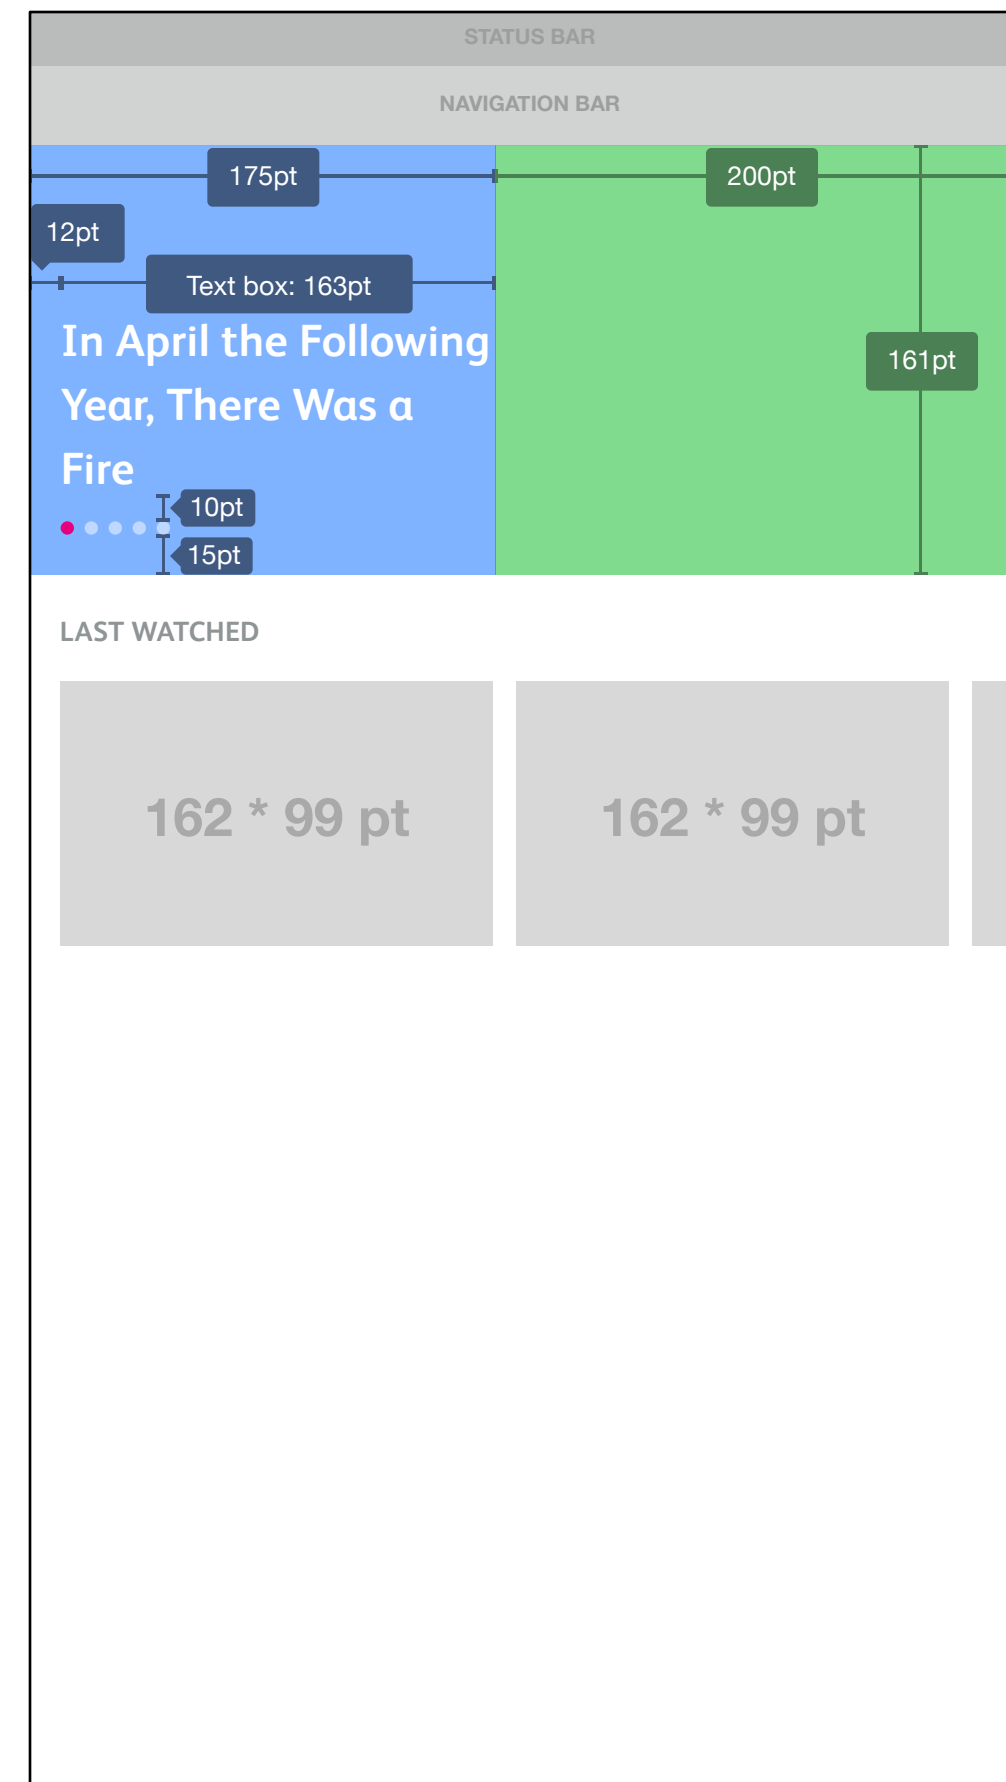 STATUS BAR
NAVIGATION BAR
175pt
200pt
12pt
Text box: 163pt
In April the Following
Year, There Was a
Fire
161pt
10pt
15pt
LAST WATCHED
162 * 99 pt
162 * 99 pt